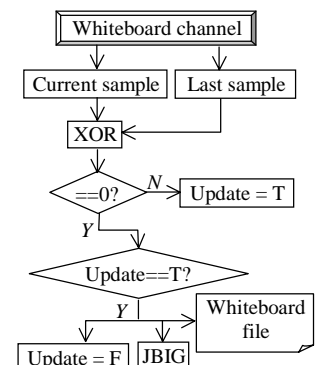 Whiteboard channel
Current sample
Last sample
XOR
==0?
N
Update = T
Y
Update==T?
Y
Whiteboard
file
Update = F
JBIG